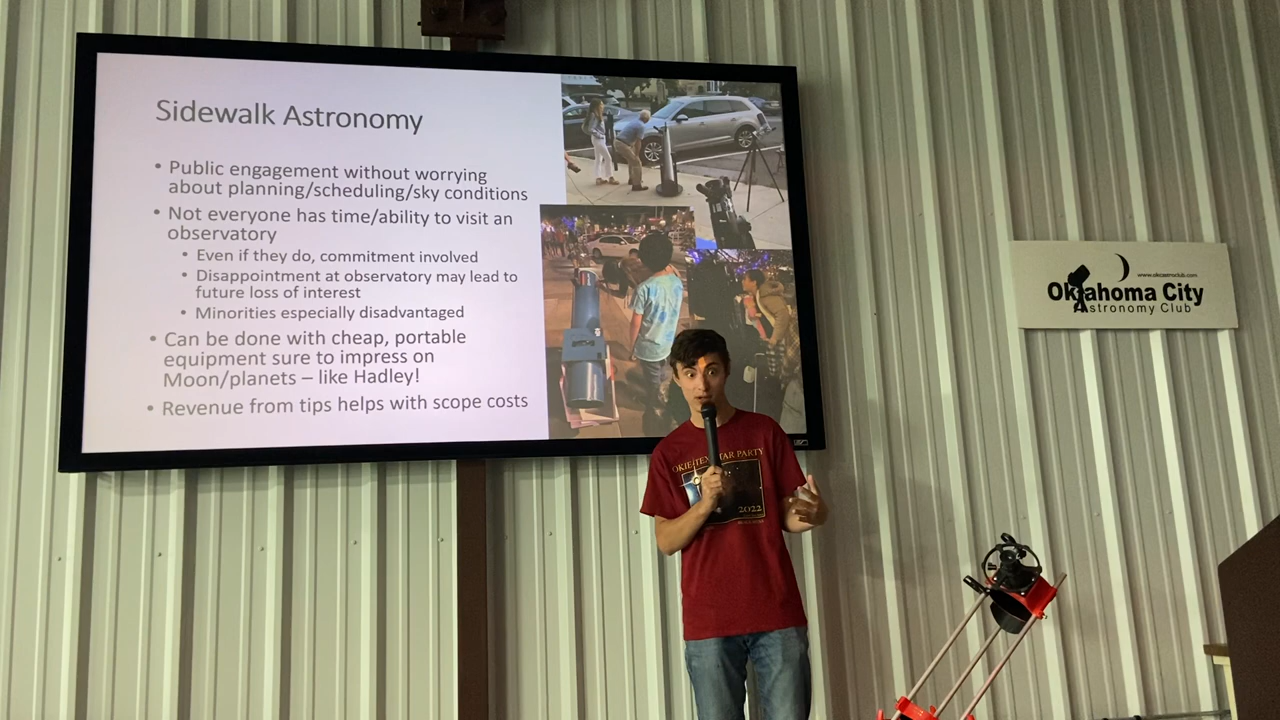 Sidewalk Astronomy
• Public engagement without worrying
about planning/scheduling/sky conditions
• Not everyone has time/ability to visit an
observatory
• Even if they do, commitment involved
• Disappointment at observatory may lead to
future loss of interest
• Minorities especially disadvantaged
• Can be done with cheap, portable
equipment sure to impress on
Moon/planets – like Hadley!
• Revenue from tips helps with scope costs
www.okcastroclub.com
Oklahoma City
Astronomy Club
OKIE-TEX STAR PARTY
2022